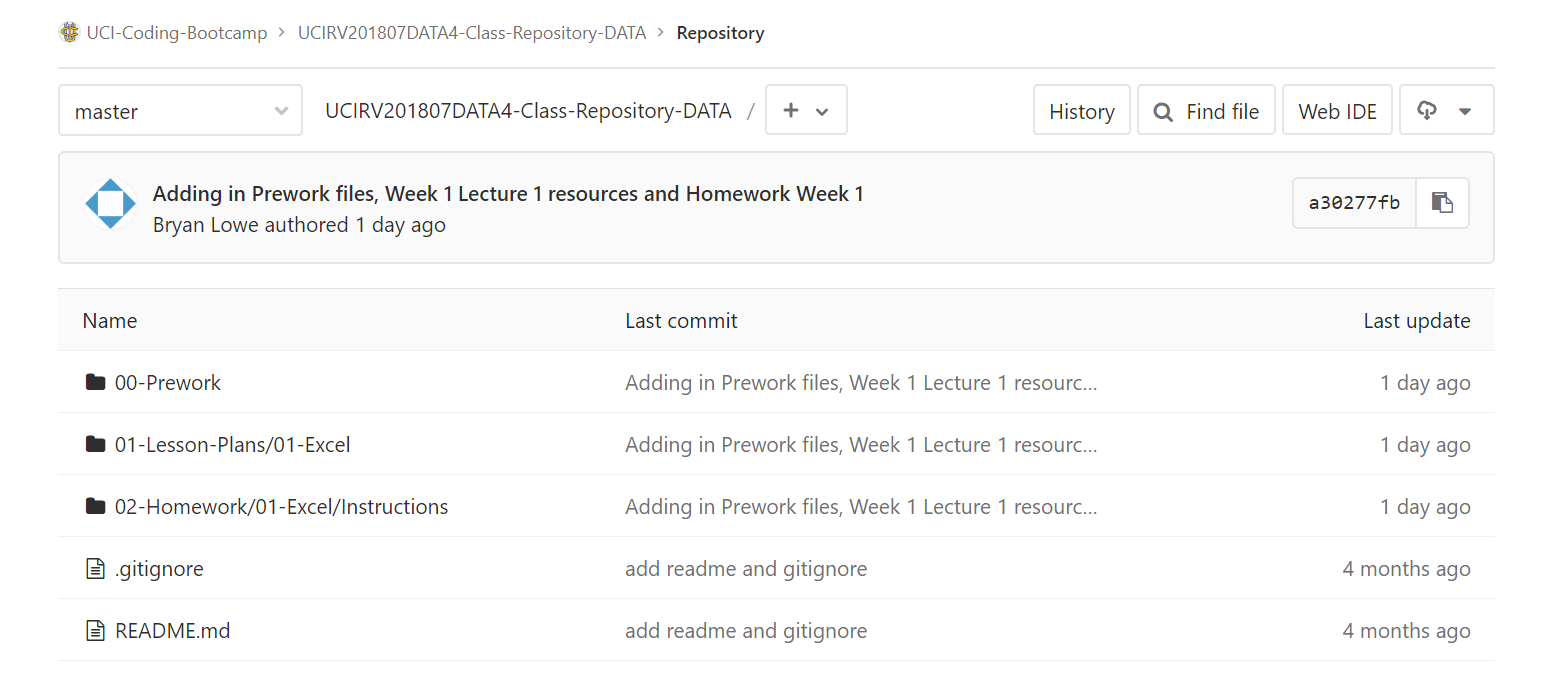 UCI-Coding-Bootcamp > UCIRV201807DATA4-Class-Repository-DATA > Repository
master UCIRV201807DATA4-Class-Repository-DATA / + History Find file Web IDE
Adding in Prework files, Week 1 Lecture 1 resources and Homework Week 1
Bryan Lowe authored 1 day ago
a30277fb
Name Last commit Last update
00-Prework Adding in Prework files, Week 1 Lecture 1 resourc... 1 day ago
01-Lesson-Plans/01-Excel Adding in Prework files, Week 1 Lecture 1 resourc... 1 day ago
02-Homework/01-Excel/Instructions Adding in Prework files, Week 1 Lecture 1 resourc... 1 day ago
.gitignore add readme and gitignore 4 months ago
README.md add readme and gitignore 4 months ago